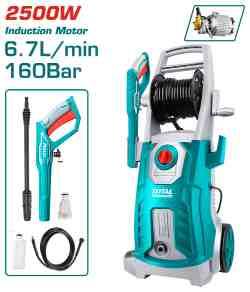 2500W
Induction Motor
6.7L/min
160Bar
TOTAL